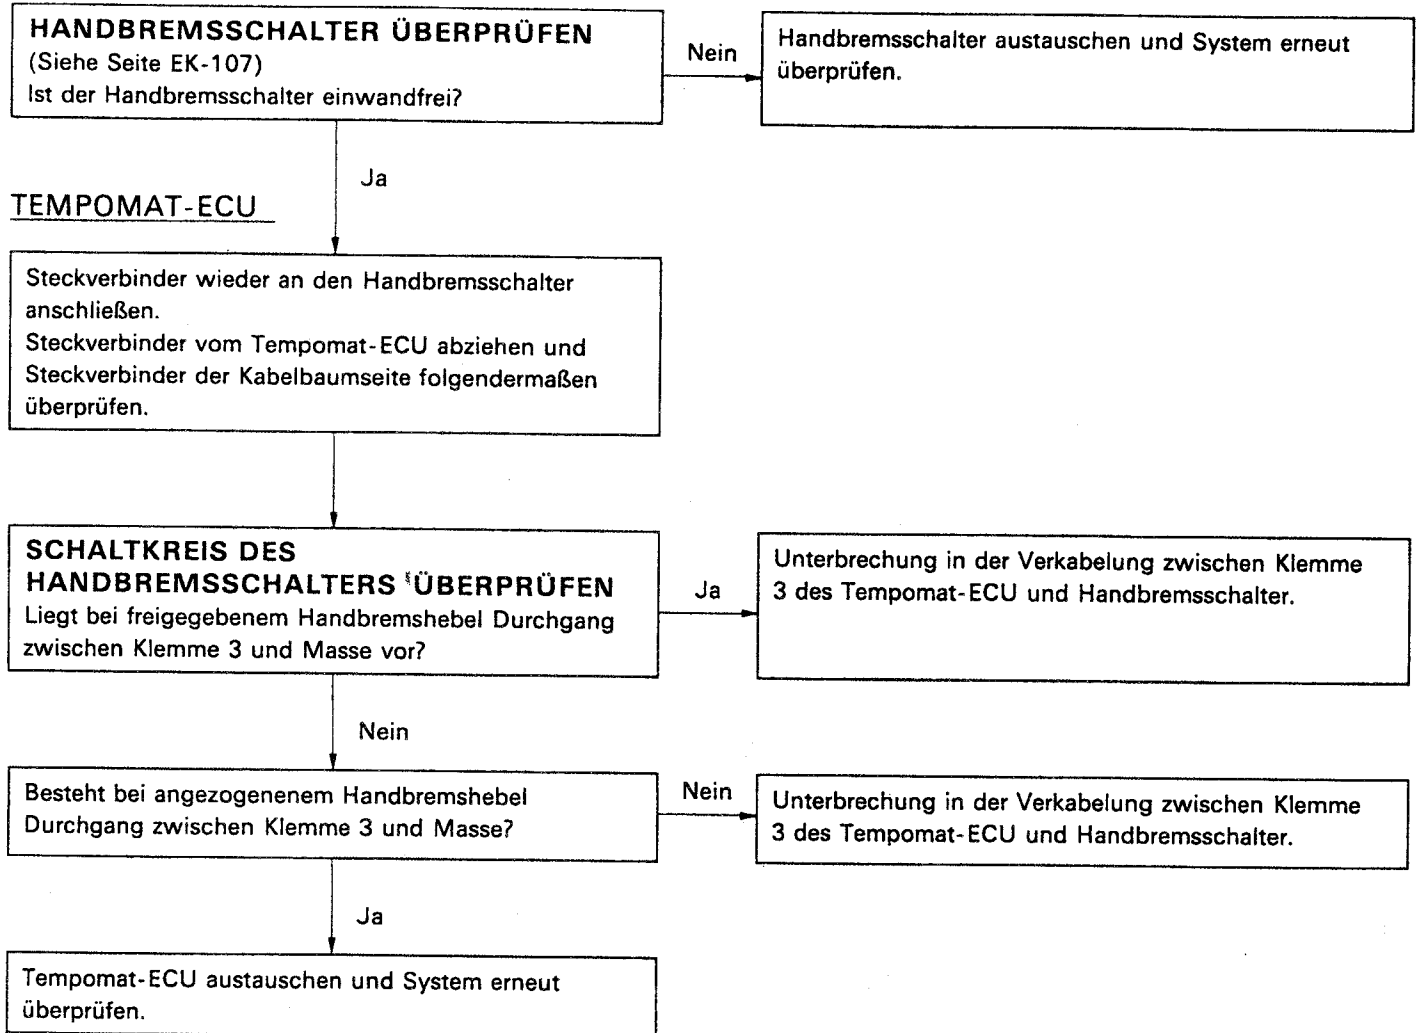 HANDBREMSSCHALTER ÜBERPRÜFEN
(Siehe Seite EK-107)
Ist der Handbremsschalter einwandfrei?
Nein
Handbremsschalter austauschen und System erneut
überprüfen.
Ja
TEMPOMAT-ECU
Steckverbinder wieder an den Handbremsschalter
anschließen.
Steckverbinder vom Tempomat-ECU abziehen und
Steckverbinder der Kabelbaumseite folgendermaßen
überprüfen.
SCHALTKREIS DES
HANDBREMSSCHALTERS ÜBERPRÜFEN
Liegt bei freigegebenem Handbremshebel Durchgang
zwischen Klemme 3 und Masse vor?
Ja
Unterbrechung in der Verkabelung zwischen Klemme
3 des Tempomat-ECU und Handbremsschalter.
Nein
Besteht bei angezogenenem Handbremshebel
Durchgang zwischen Klemme 3 und Masse?
Nein
Unterbrechung in der Verkabelung zwischen Klemme
3 des Tempomat-ECU und Handbremsschalter.
Ja
Tempomat-ECU austauschen und System erneut
überprüfen.